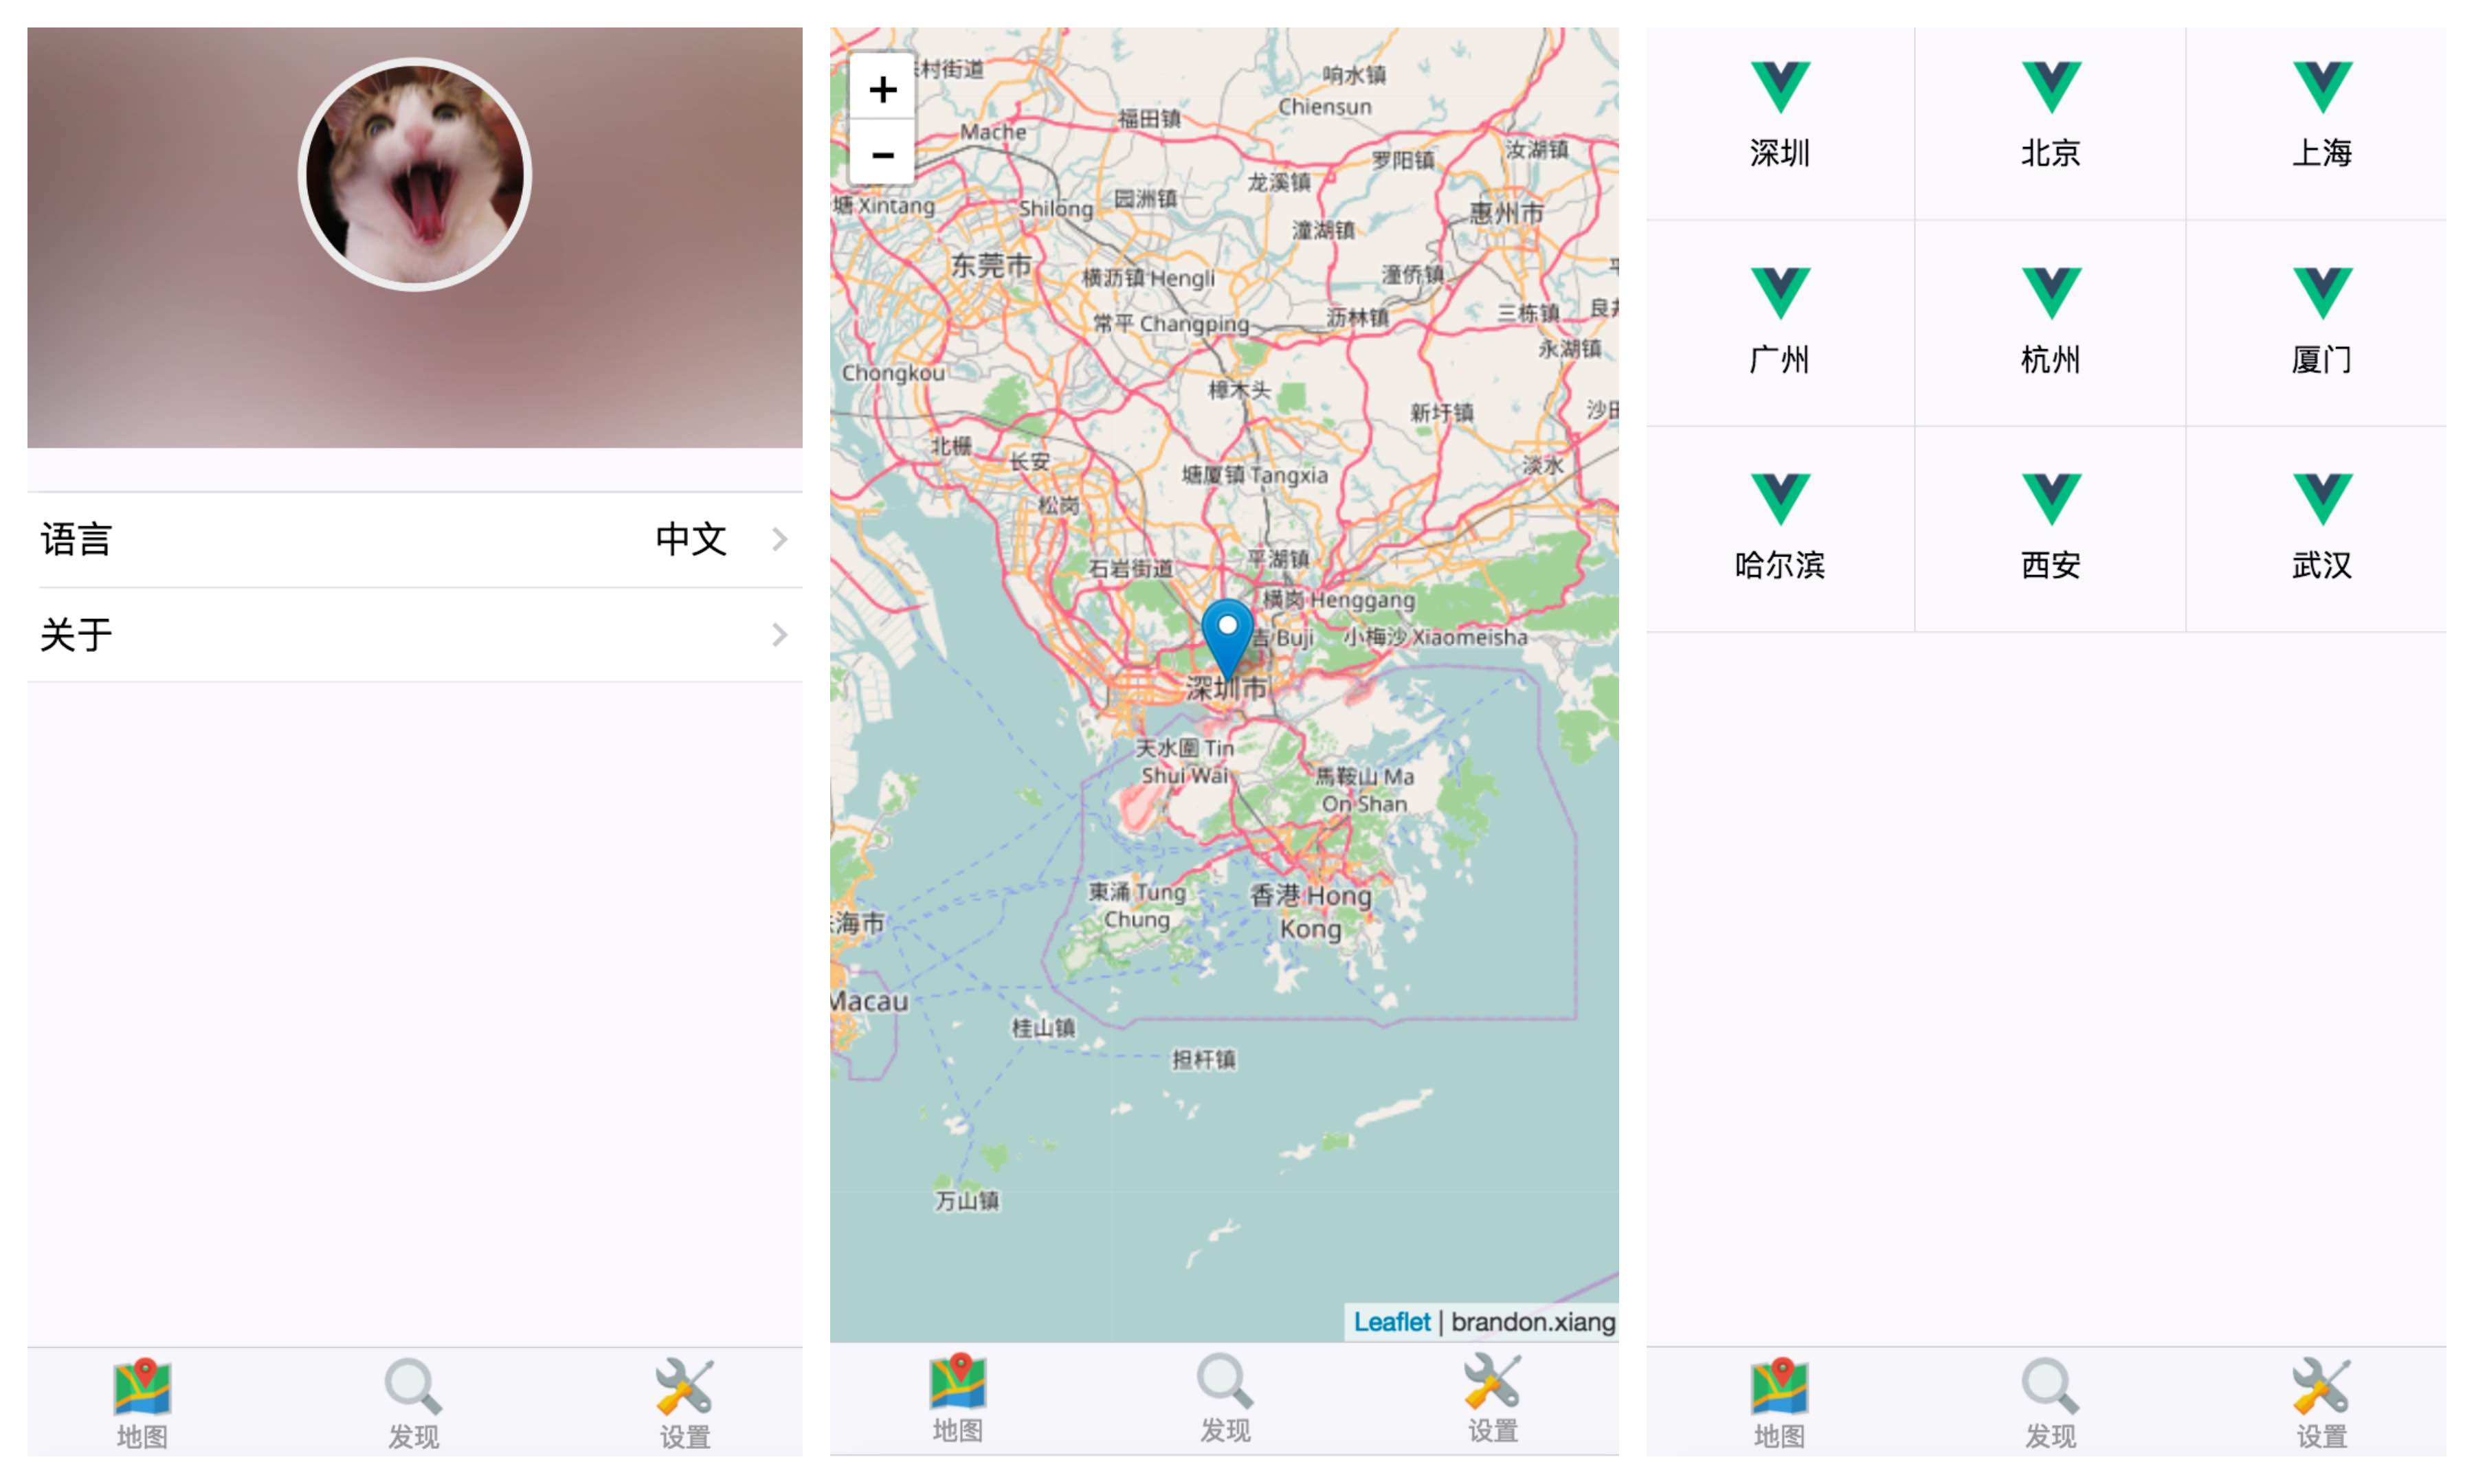 语言
中文
关于
地图
发现
设置
+
−
村街道
响水镇
Chiensun
福田镇
Mache
罗阳镇
汝湖镇
龙溪镇
园洲镇
塘 Xintang
Shilong
惠州市
潼湖镇
东莞市
横沥镇 Hengli
潼侨镇
常平 Changping
沥林镇
三栋镇
永湖镇
Chongkou
樟木头
新圩镇
北栅
长安
塘厦镇 Tangxia
淡水
松岗
平湖镇
石岩街道
横岗 Henggang
吉 Buji
小梅沙 Xiaomeisha
深圳市
天水圍 Tin
Shui Wai
馬鞍山 Ma
On Shan
東涌 Tung
Chung
香港 Hong
Kong
海市
Macau
桂山镇
担杆镇
万山镇
Leaflet | brandon.xiang
地图
发现
设置
深圳
北京
上海
广州
杭州
厦门
哈尔滨
西安
武汉
地图
发现
设置